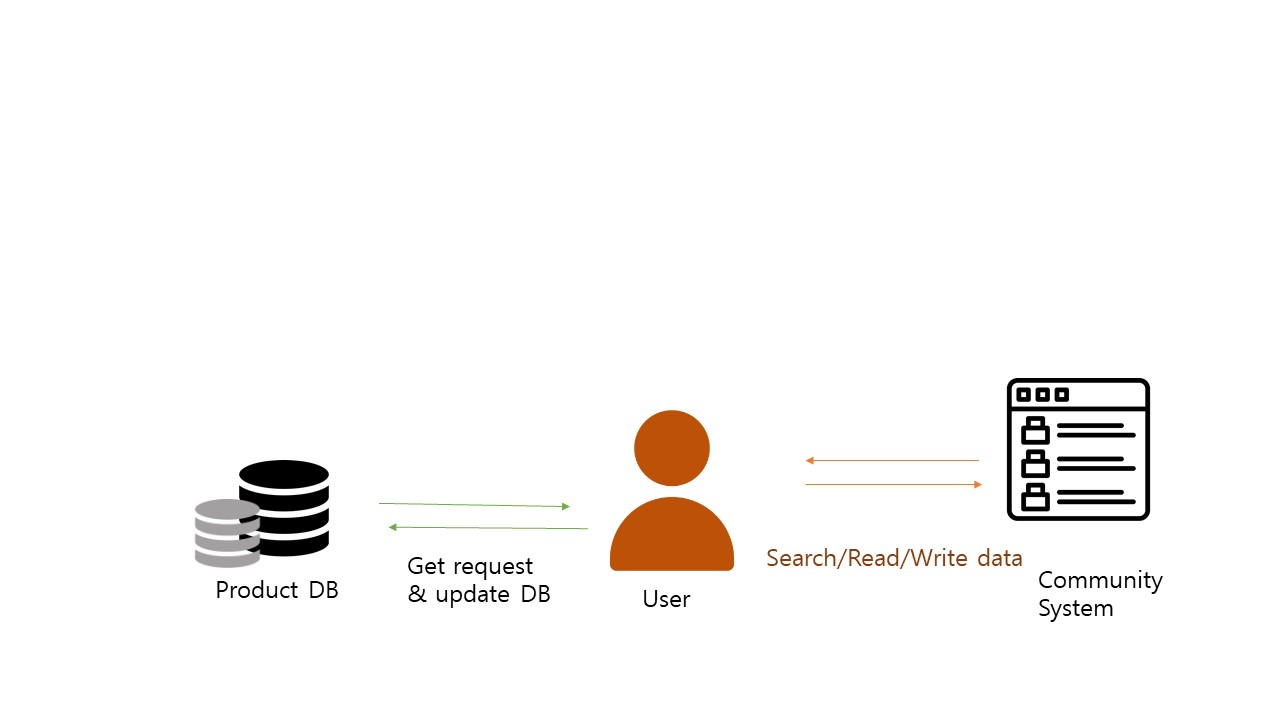 Product DB
Get request
& update DB
User
Search/Read/Write data
Community
System